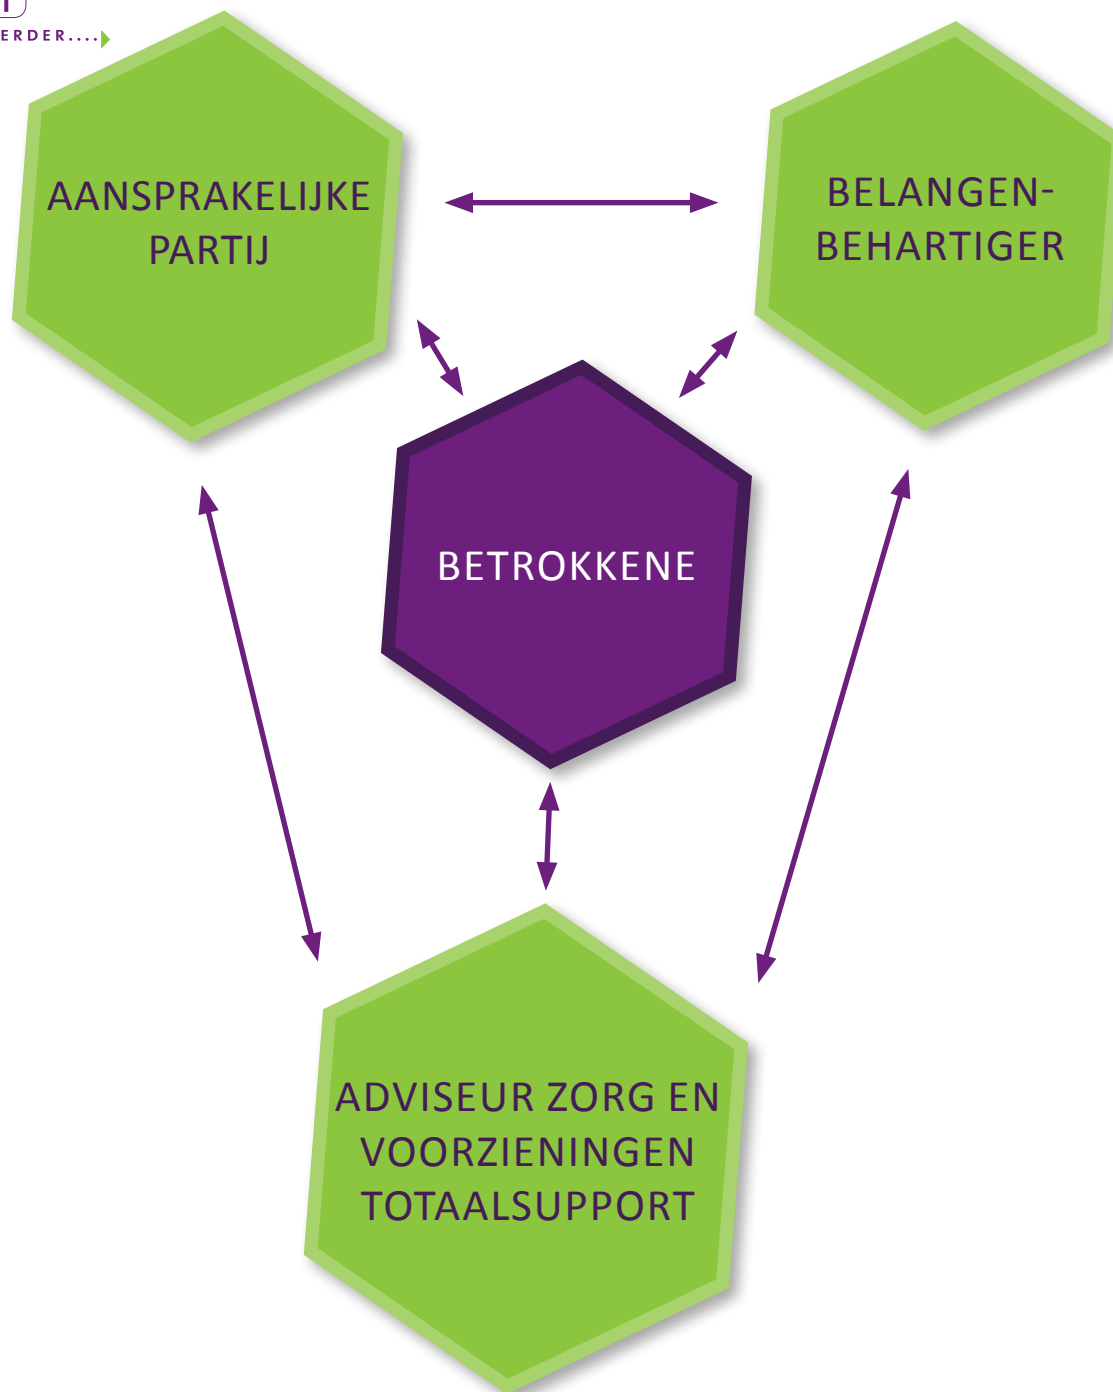 ERDER....
AANSPRAKELIJKE
PARTIJ
BELANGEN-
BEHARTIGER
BETROKKENE
ADVISEUR ZORG EN
VOORZIENINGEN
TOTAALSUPPORT